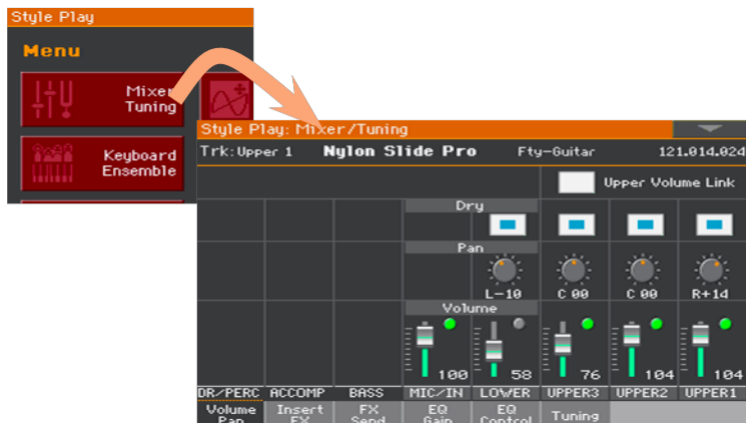 Style Play
Menu
Mixer
Tuning
Keyboard
Ensemble
Style Play: Mixer/Tuning
Trk:Upper 1 Nylon Slide Pro Fty-Guitar 121.014.024
Upper Volume Link
Dry
Pan
L-10 C 00 C 00 R+14
Volume
100 58 76 104 104
DR/PERC ACCOMP BASS MIC/IN LOWER UPPER3 UPPER2 UPPER1
Volume Insert FX EQ EQ Tuning
Pan FX Send Gain Control